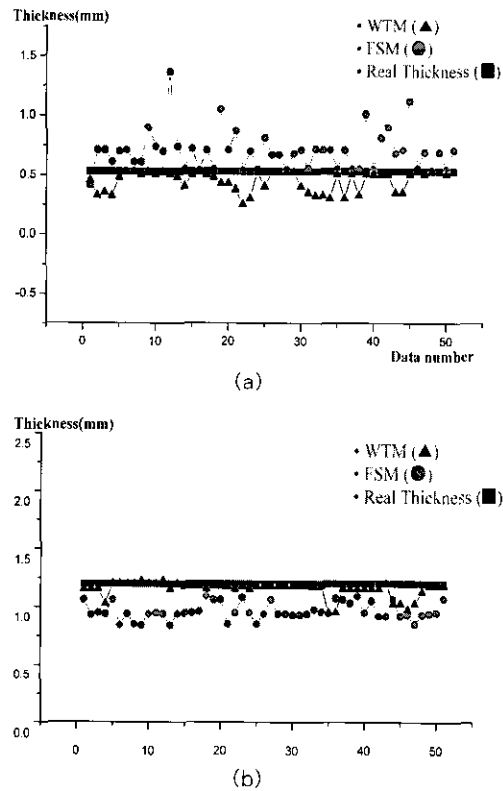 Thickness(mm)
• WTM (▲)
• FSM (●)
• Real Thickness (■)
1.5
1.0
0.5
0.0
-0.5
0 10 20 30 40 50
Data number
(a)
Thickness(mm)
• WTM (▲)
• FSM (●)
• Real Thickness (■)
2.5
2.0
1.5
1.0
0.5
0.0
0 10 20 30 40 50
(b)